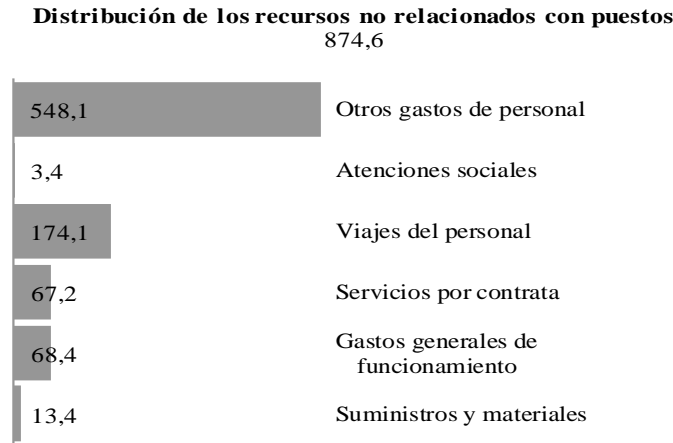 Distribución de los recursos no relacionados con puestos
874,6
548,1 Otros gastos de personal
3,4 Atenciones sociales
174,1 Viajes del personal
67,2 Servicios por contrata
68,4 Gastos generales de
funcionamiento
13,4 Suministros y materiales